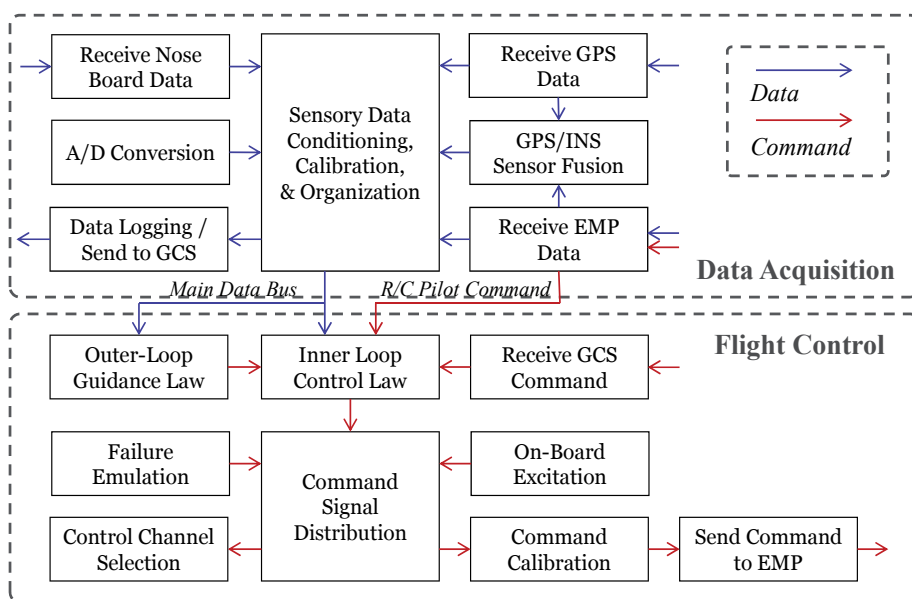 Receive Nose
Board Data
Sensory Data
Conditioning,
Calibration,
& Organization
Receive GPS
Data
Data
Command
A/D Conversion
GPS/INS
Sensor Fusion
Data Logging /
Send to GCS
Receive EMP
Data
Data Acquisition
Main Data Bus
R/C Pilot Command
Flight Control
Outer-Loop
Guidance Law
Inner Loop
Control Law
Receive GCS
Command
Failure
Emulation
Command
Signal
Distribution
On-Board
Excitation
Control Channel
Selection
Command
Calibration
Send Command
to EMP